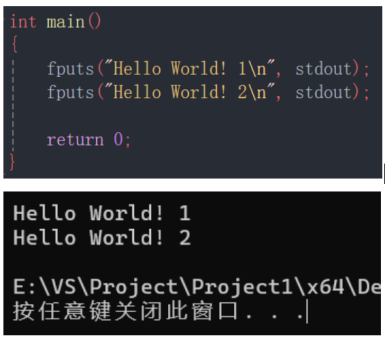 int main()
{
fputs("Hello World! 1\n", stdout);
fputs("Hello World! 2\n", stdout);
return 0;
}
Hello World! 1
Hello World! 2
E:\VS\Project\Project1\x64\De
按任意键关闭此窗口. . .